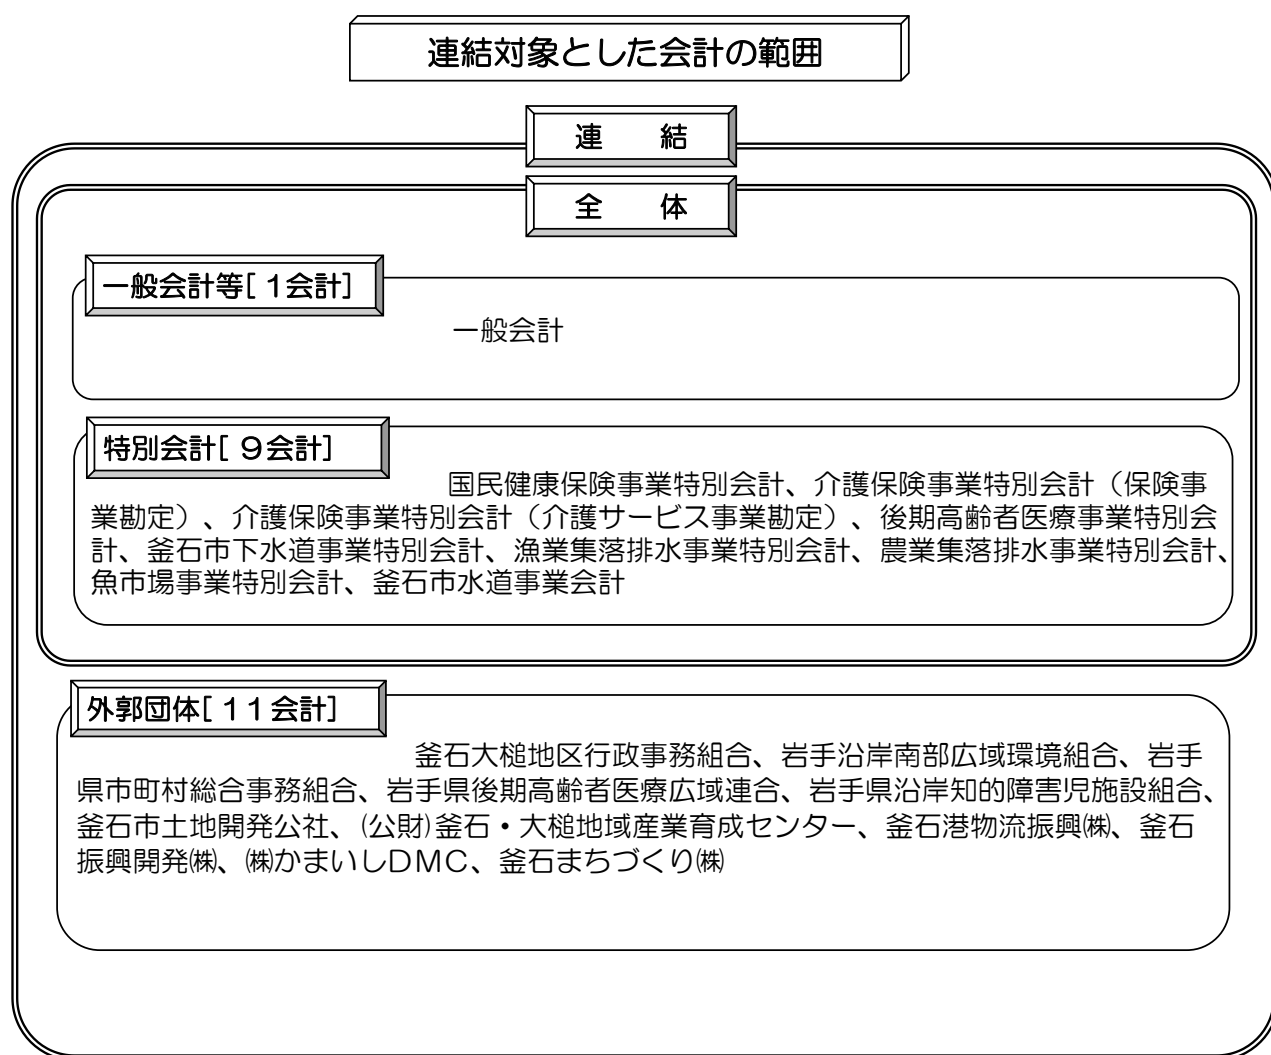 連結対象とした会計の範囲
連　結
全　体
一般会計等[１会計]
一般会計
特別会計[９会計]
国民健康保険事業特別会計、介護保険事業特別会計（保険事
業勘定）、介護保険事業特別会計（介護サービス事業勘定）、後期高齢者医療事業特別会
計、釜石市下水道事業特別会計、漁業集落排水事業特別会計、農業集落排水事業特別会計、
魚市場事業特別会計、釜石市水道事業会計
外郭団体[１１会計]
釜石大槌地区行政事務組合、岩手沿岸南部広域環境組合、岩手
県市町村総合事務組合、岩手県後期高齢者医療広域連合、岩手県沿岸知的障害児施設組合、
釜石市土地開発公社、(公財)釜石・大槌地域産業育成センター、釜石港物流振興㈱、釜石
振興開発㈱、㈱かまいしＤＭＣ、釜石まちづくり㈱